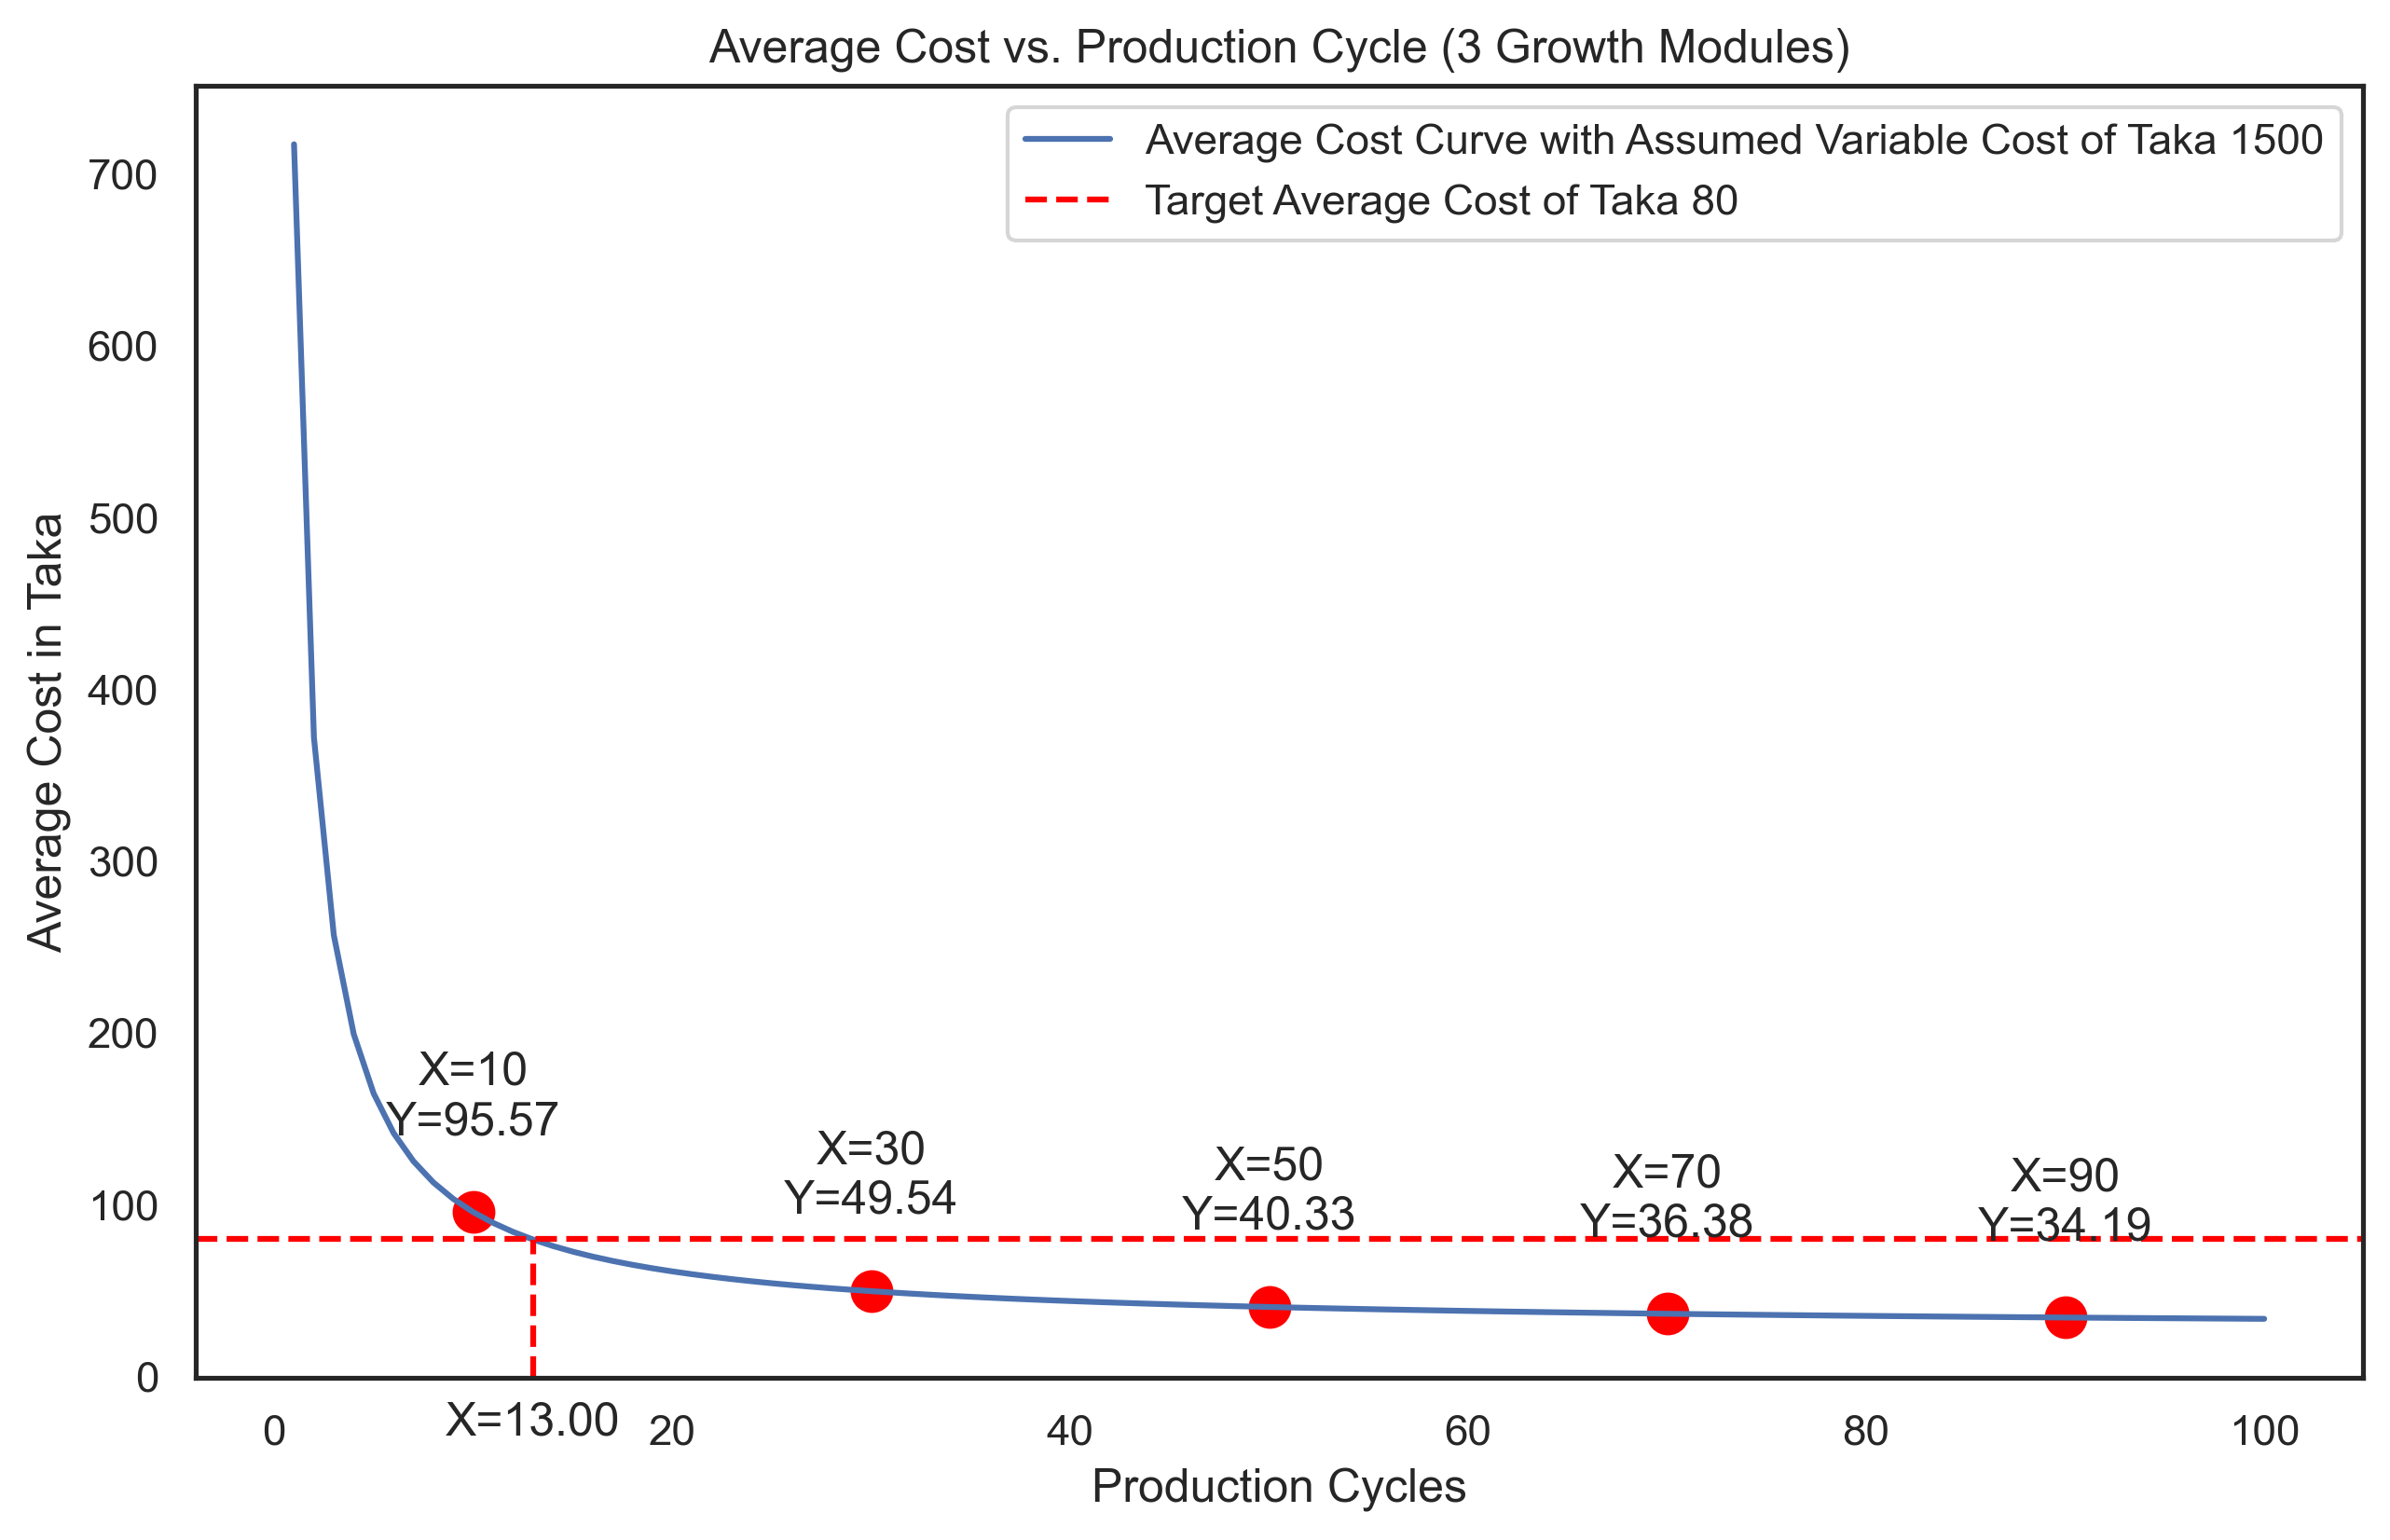 Average Cost vs. Production Cycle (3 Growth Modules)
Average Cost Curve with Assumed Variable Cost of Taka 1500
Target Average Cost of Taka 80
Average Cost in Taka
700
600
500
400
300
200
100
0
X=10
Y=95.57
X=30
Y=49.54
X=50
Y=40.33
X=70
Y=36.38
X=90
Y=34.19
X=13.00
0
20
40
60
80
100
Production Cycles